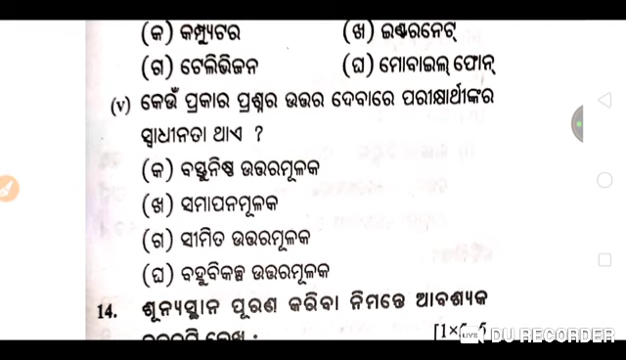 (କ) କମ୍ପ୍ୟୁଟର (ଖ) ଇଣ୍ଟରନେଟ୍
(ଗ) ଟେଲିଭିଜନ (ଘ) ମୋବାଇଲ୍ ଫୋନ୍
(v) କେଉଁ ପ୍ରକାର ପ୍ରଶ୍ନର ଉତ୍ତର ଦେବାରେ ପରୀକ୍ଷାର୍ଥୀଙ୍କର
ସ୍ୱାଧୀନତା ଥାଏ ?
(କ) ବସ୍ତୁନିଷ୍ଠ ଉତ୍ତରମୂଳକ
(ଖ) ସମାପନମୂଳକ
(ଗ) ସୀମିତ ଉତ୍ତରମୂଳକ
(ଘ) ବହୁବିକଳ୍ପ ଉତ୍ତରମୂଳକ
14. ଶୂନ୍ୟସ୍ଥାନ ପୂରଣ କରିବା ନିମନ୍ତେ ଆବଶ୍ୟକ
[1×
DU RECORDER